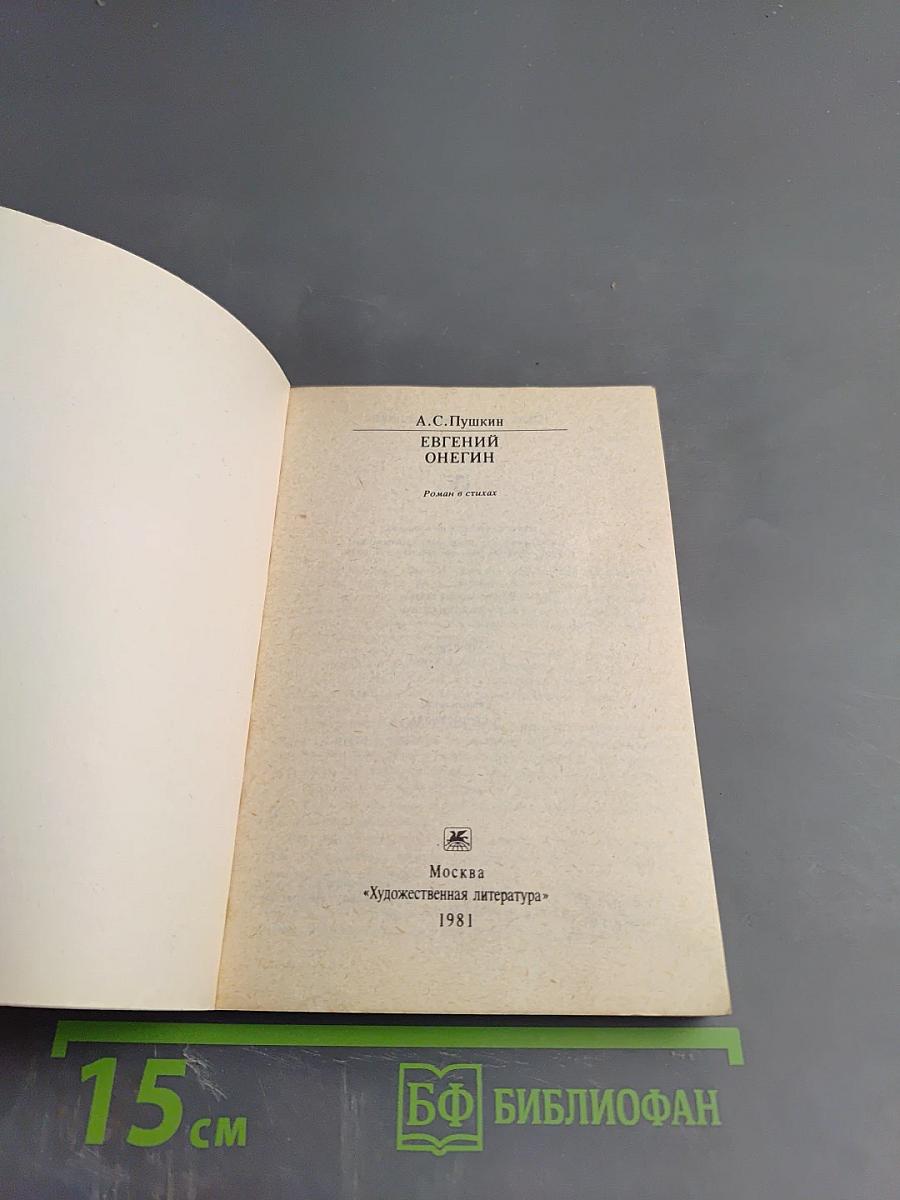 А.С.Пушкин
ЕВГЕНИЙ
ОНЕГИН
Роман в стихах
Москва
«Художественная литература»
1981
15 см
БФ БИБЛИОФАН